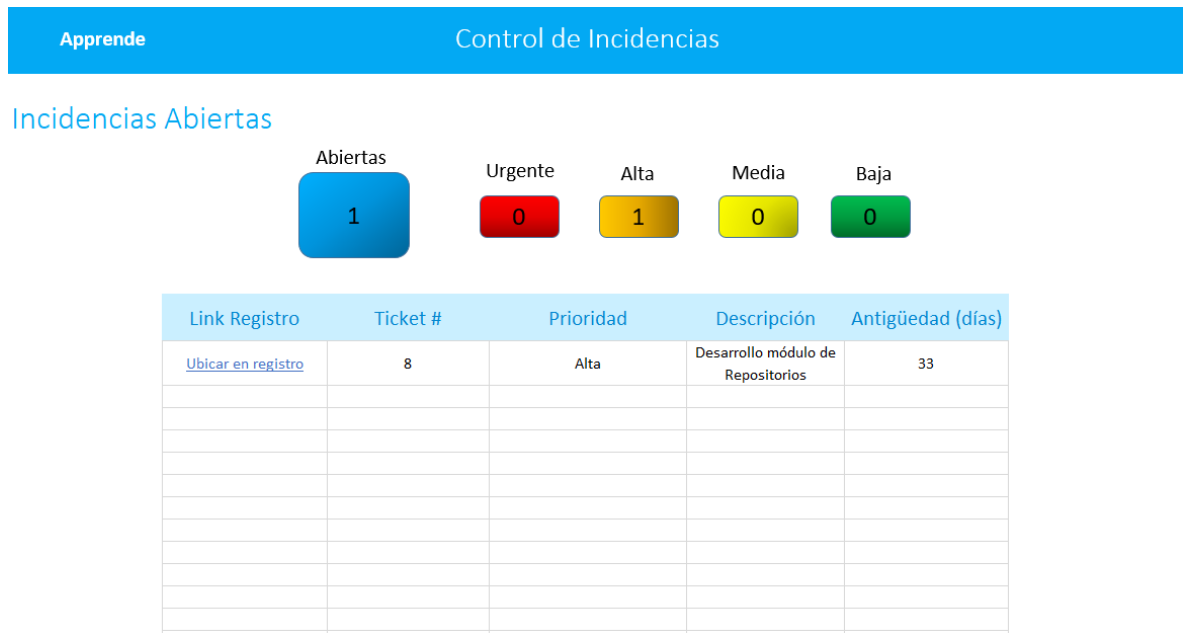 Apprende
Control de Incidencias
Incidencias Abiertas
Abiertas
Urgente
Alta
Media
Baja
1
0
1
0
0
Link Registro Ticket # Prioridad Descripción Antigüedad (días)
Ubicar en registro 8 Alta Desarrollo módulo de 33
Repositorios